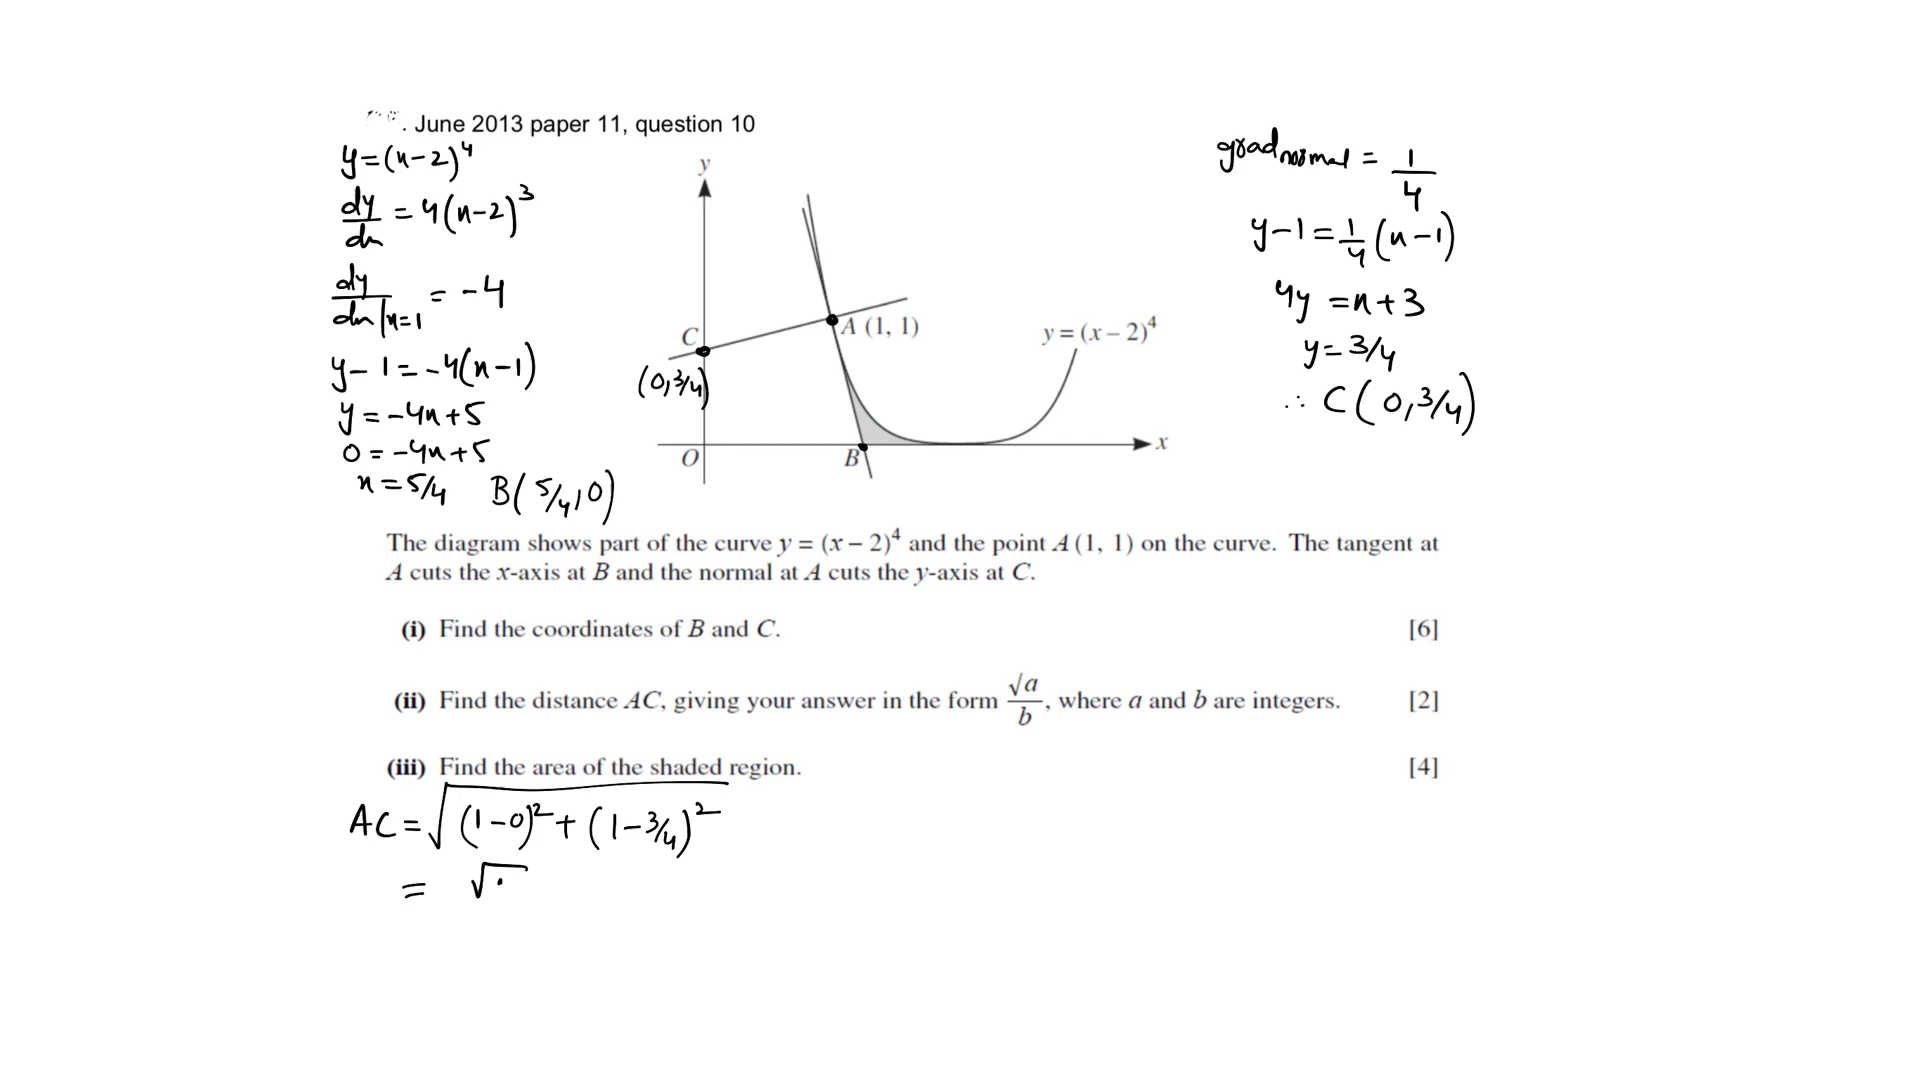 . June 2013 paper 11, question 10
y=(x-2)^4
dy/dx = 4(x-2)^3
dy/dx|x=1 = -4
y-1=-4(x-1)
y=-4x+5
0=-4x+5
x=5/4 B(5/4,0)
y
C
(0,3/4)
A (1, 1)
y = (x – 2)^4
O
B
x
grad normal = 1/4
y-1=1/4(x-1)
4y=x+3
y=3/4
∴ C(0,3/4)
The diagram shows part of the curve y = (x – 2)^4 and the point A (1, 1) on the curve. The tangent at
A cuts the x-axis at B and the normal at A cuts the y-axis at C.
(i) Find the coordinates of B and C. [6]
(ii) Find the distance AC, giving your answer in the form √a/b, where a and b are integers. [2]
(iii) Find the area of the shaded region. [4]
AC=√((1-0)^2+(1-3/4)^2)
= √